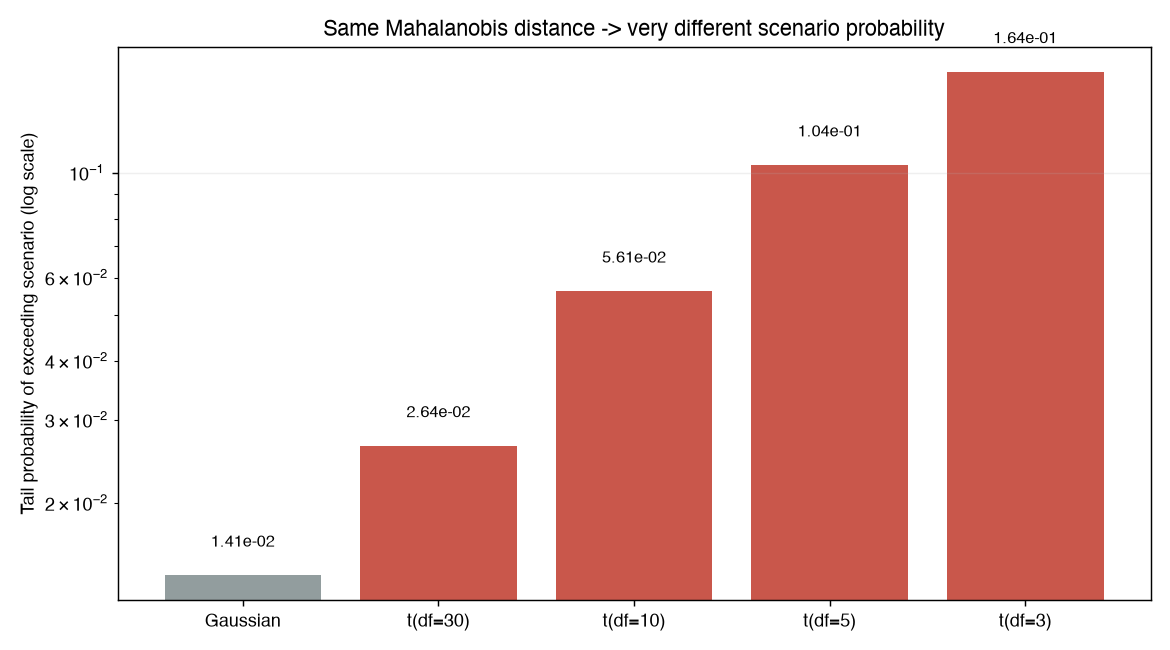 Same Mahalanobis distance -> very different scenario probability
Tail probability of exceeding scenario (log scale)
10⁻¹
6 × 10⁻²
4 × 10⁻²
3 × 10⁻²
2 × 10⁻²
1.41e-02
2.64e-02
5.61e-02
1.04e-01
1.64e-01
Gaussian
t(df=30)
t(df=10)
t(df=5)
t(df=3)